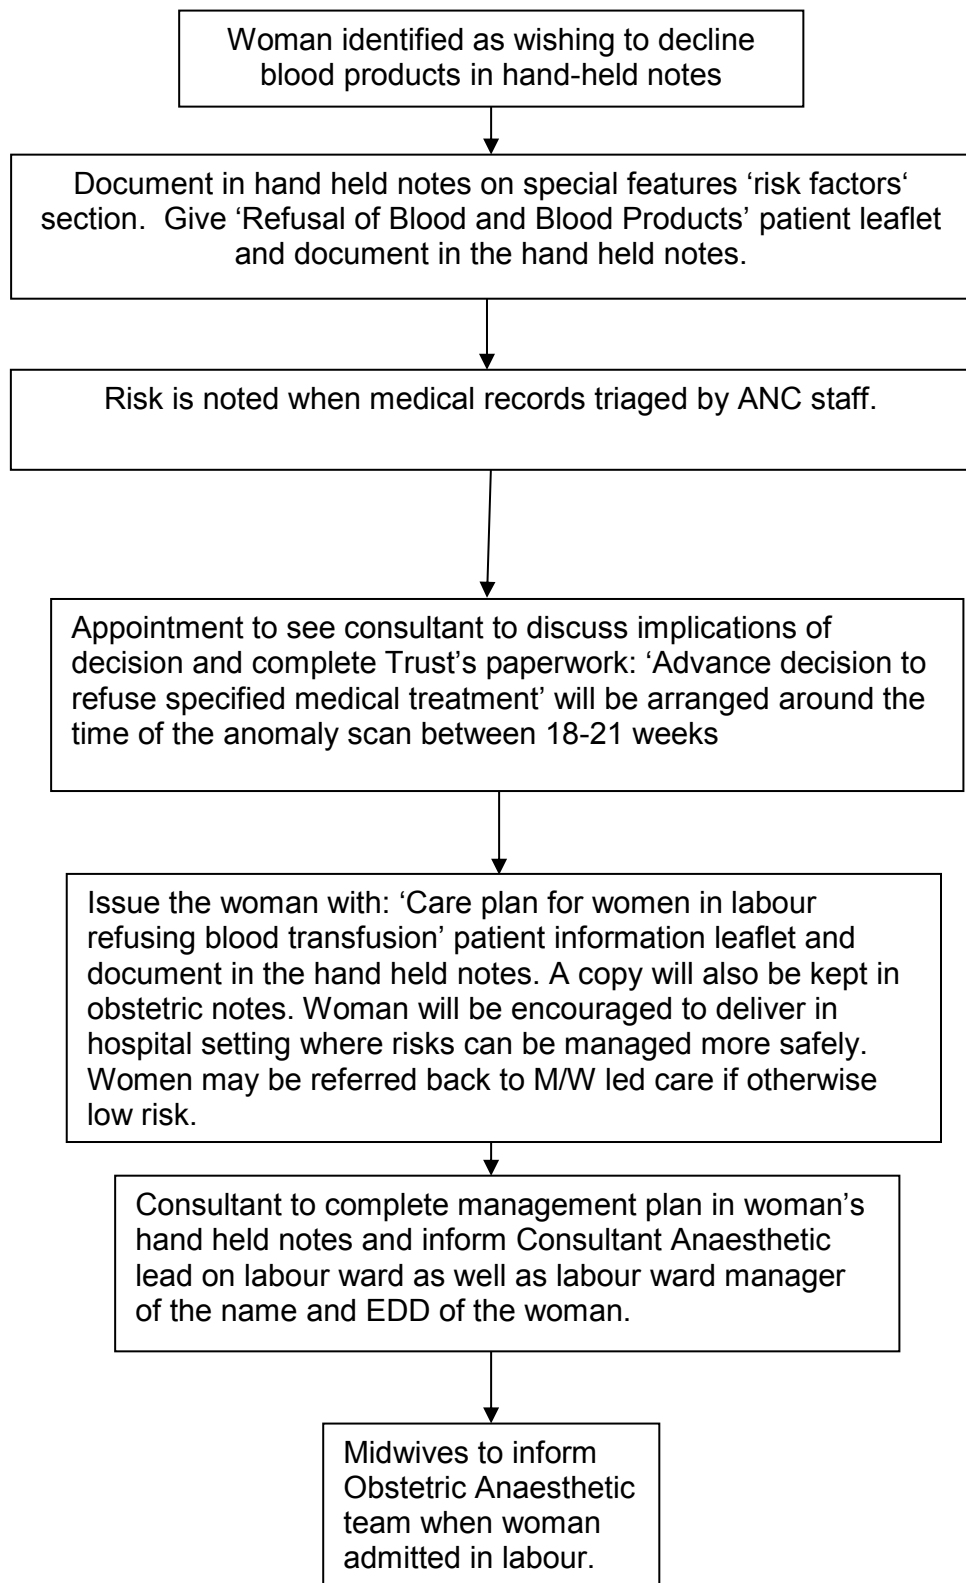 Woman identified as wishing to decline
blood products in hand-held notes
Document in hand held notes on special features ‘risk factors‘
section.  Give ‘Refusal of Blood and Blood Products’ patient leaflet
and document in the hand held notes.
Risk is noted when medical records triaged by ANC staff.
Appointment to see consultant to discuss implications of
decision and complete Trust’s paperwork: ‘Advance decision to
refuse specified medical treatment’ will be arranged around the
time of the anomaly scan between 18-21 weeks
Issue the woman with: ‘Care plan for women in labour
refusing blood transfusion’ patient information leaflet and
document in the hand held notes. A copy will also be kept in
obstetric notes. Woman will be encouraged to deliver in
hospital setting where risks can be managed more safely.
Women may be referred back to M/W led care if otherwise
low risk.
Consultant to complete management plan in woman’s
hand held notes and inform Consultant Anaesthetic
lead on labour ward as well as labour ward manager
of the name and EDD of the woman.
Midwives to inform
Obstetric Anaesthetic
team when woman
admitted in labour.